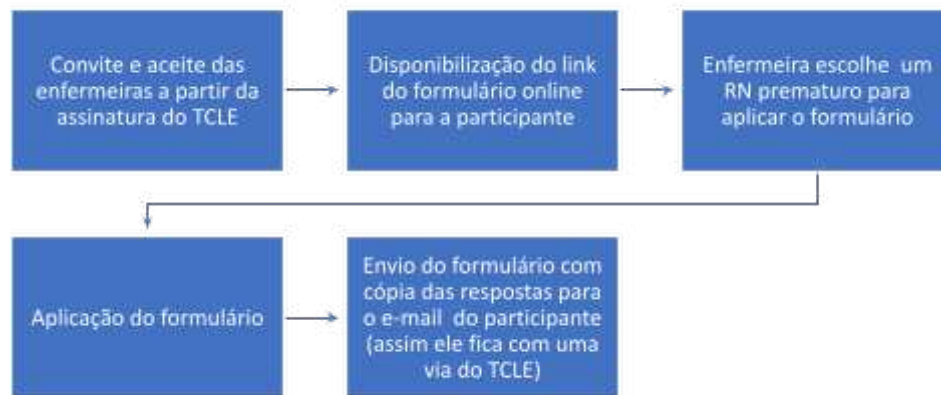 Convite e aceite das
enfermeiras a partir da
assinatura do TCLE
Disponibilização do link
do formulário online
para a participante
Enfermeira escolhe um
RN prematuro para
aplicar o formulário
Aplicação do formulário
Envio do formulário com
cópia das respostas para
o e-mail do participante
(assim ele fica com uma
via do TCLE)